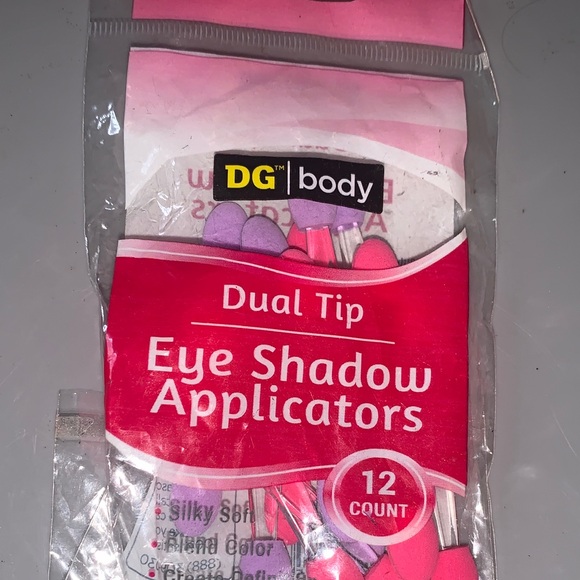 DG™ body
Dual Tip
Eye Shadow
Applicators
12
COUNT
• Silky Soft
• Blend Color